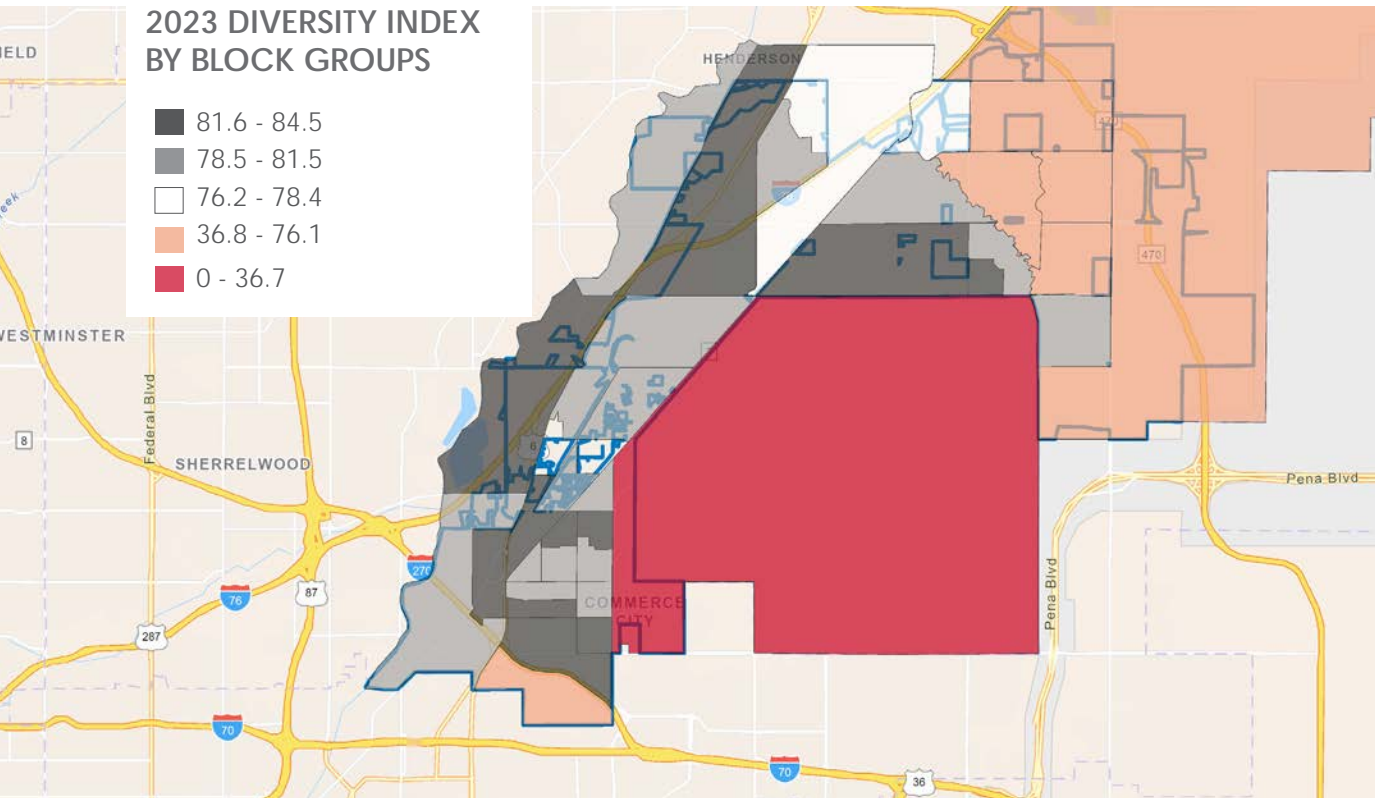 2023 DIVERSITY INDEX
BY BLOCK GROUPS
81.6 - 84.5
78.5 - 81.5
76.2 - 78.4
36.8 - 76.1
0 - 36.7
HENDERSON
470
WESTMINSTER
Federal Blvd
8
SHERRELWOOD
6
470
Pena Blvd
270
76
87
COMMERCE
CITY
Pena Blvd
287
70
70
36